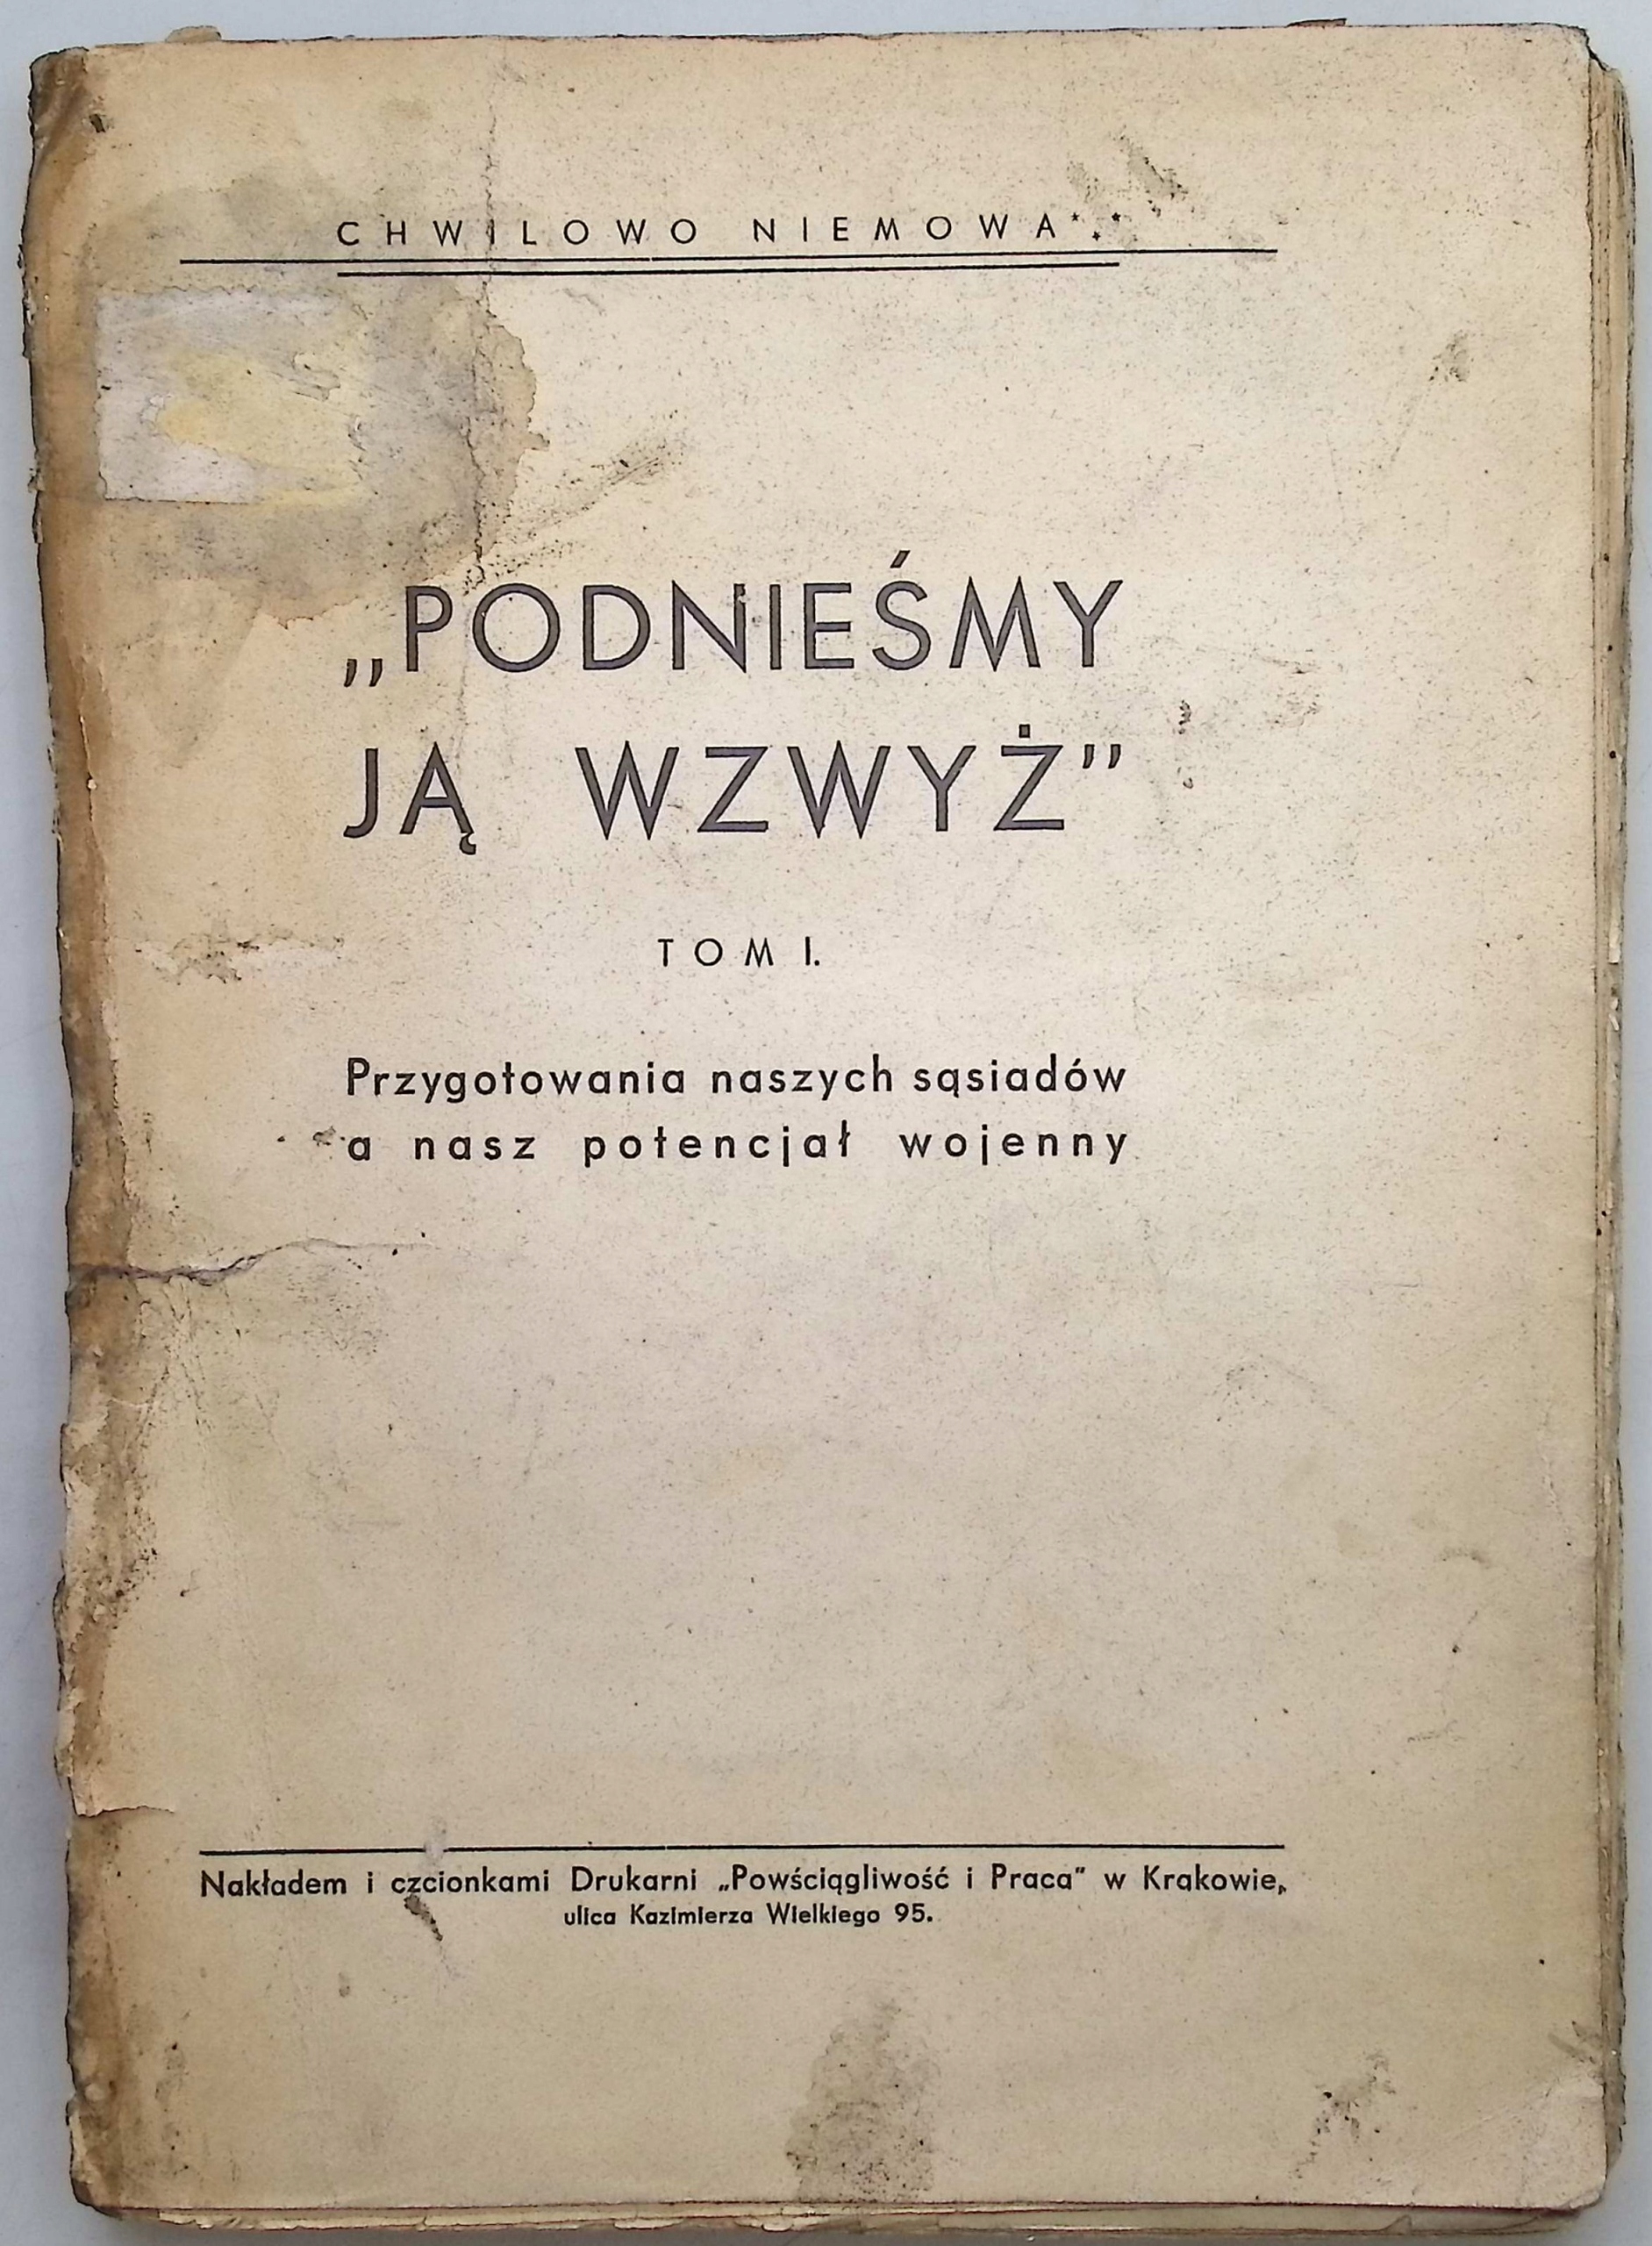 CHWILOWO NIEMOWA***
„PODNIEŚMY
JĄ WZWYŻ”
TOM I.
Przygotowania naszych sąsiadów
a nasz potencjał wojenny
Nakładem i czcionkami Drukarni „Powściągliwość i Praca” w Krakowie,
ulica Kazimierza Wielkiego 95.